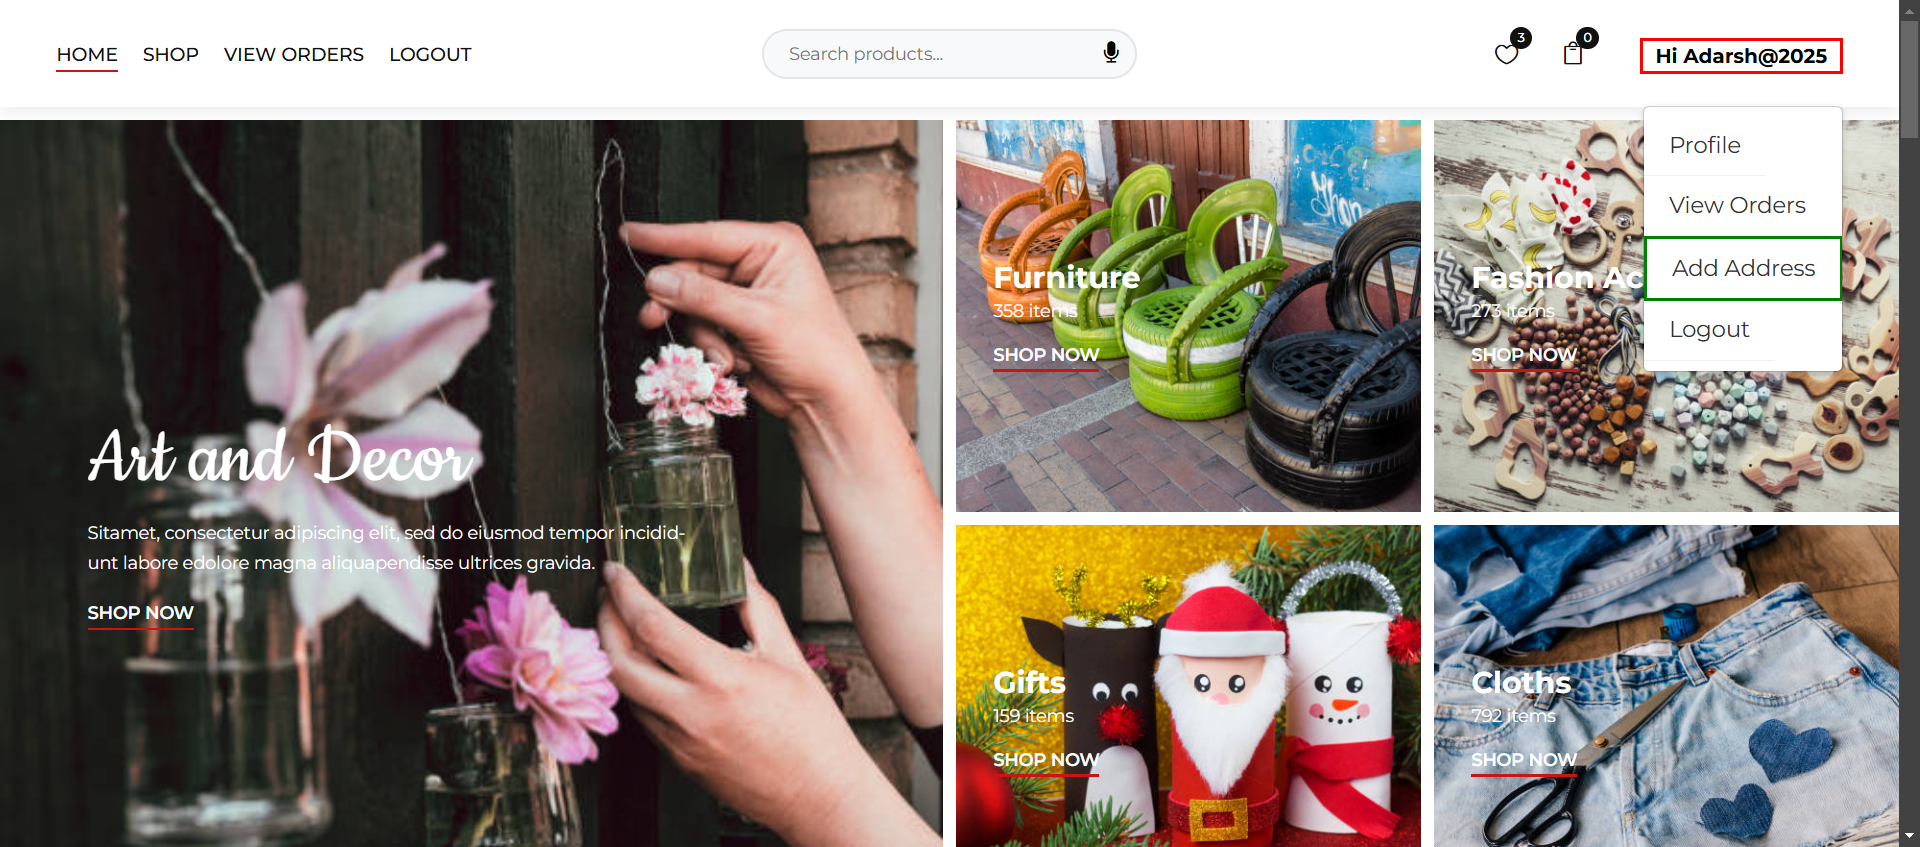 HOME SHOP VIEW ORDERS LOGOUT
Search products...
3
0
Hi Adarsh@2025
Profile
View Orders
Add Address
Logout
Art and Decor
Sitamet, consectetur adipiscing elit, sed do eiusmod tempor incidid-
unt labore edolore magna aliquapendisse ultrices gravida.
SHOP NOW
Furniture
358 items
SHOP NOW
Fashion Ac
273 items
SHOP NOW
Gifts
159 items
SHOP NOW
Cloths
792 items
SHOP NOW